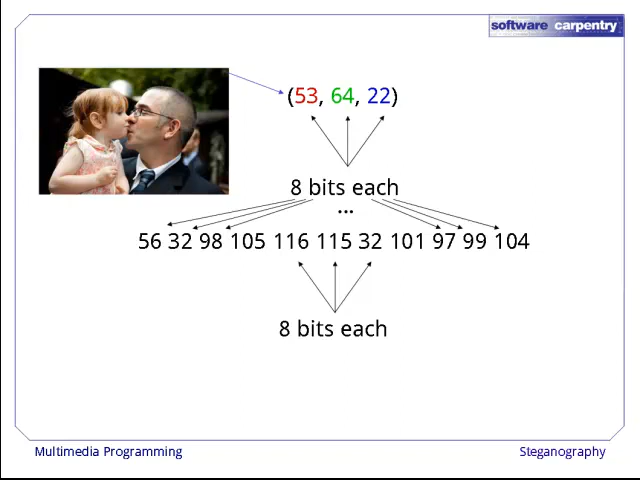 software carpentry
(53, 64, 22)
8 bits each
...
56 32 98 105 116 115 32 101 97 99 104
8 bits each
Multimedia Programming
Steganography